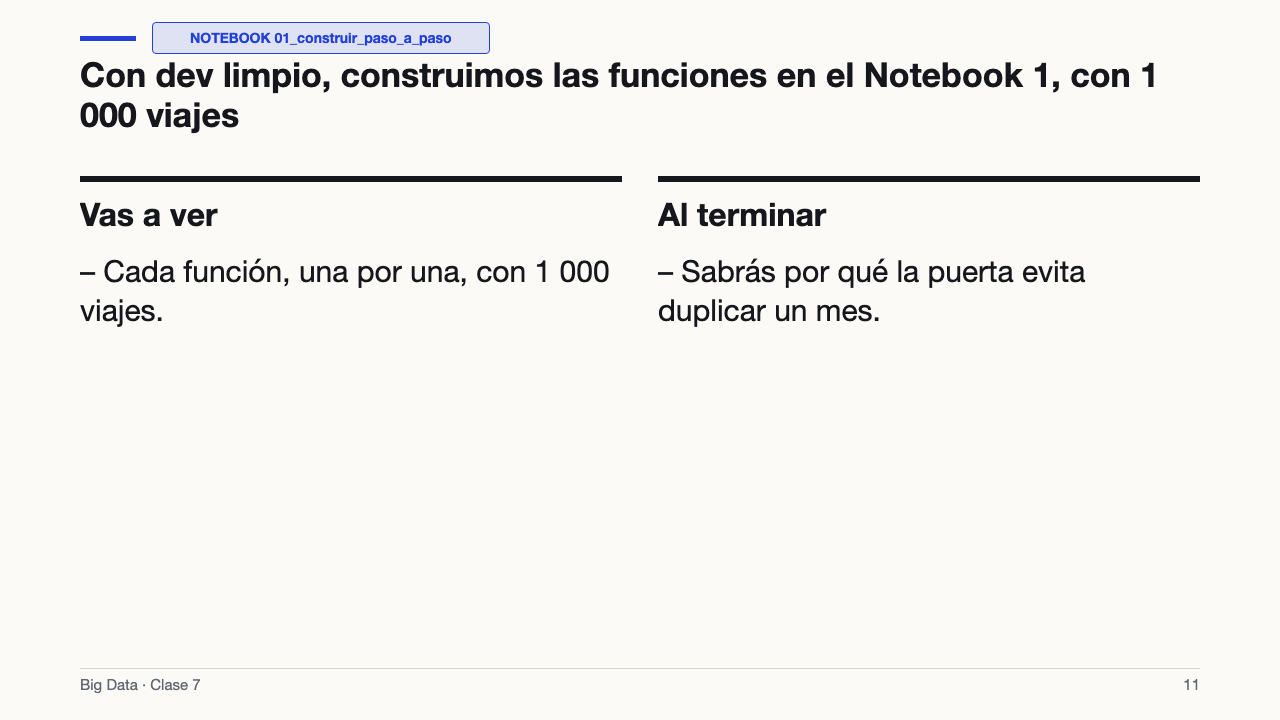 NOTEBOOK 01_construir_paso_a_paso
Con dev limpio, construimos las funciones en el Notebook 1, con 1
000 viajes
Vas a ver
– Cada función, una por una, con 1 000
viajes.
Al terminar
– Sabrás por qué la puerta evita
duplicar un mes.
Big Data · Clase 7
11